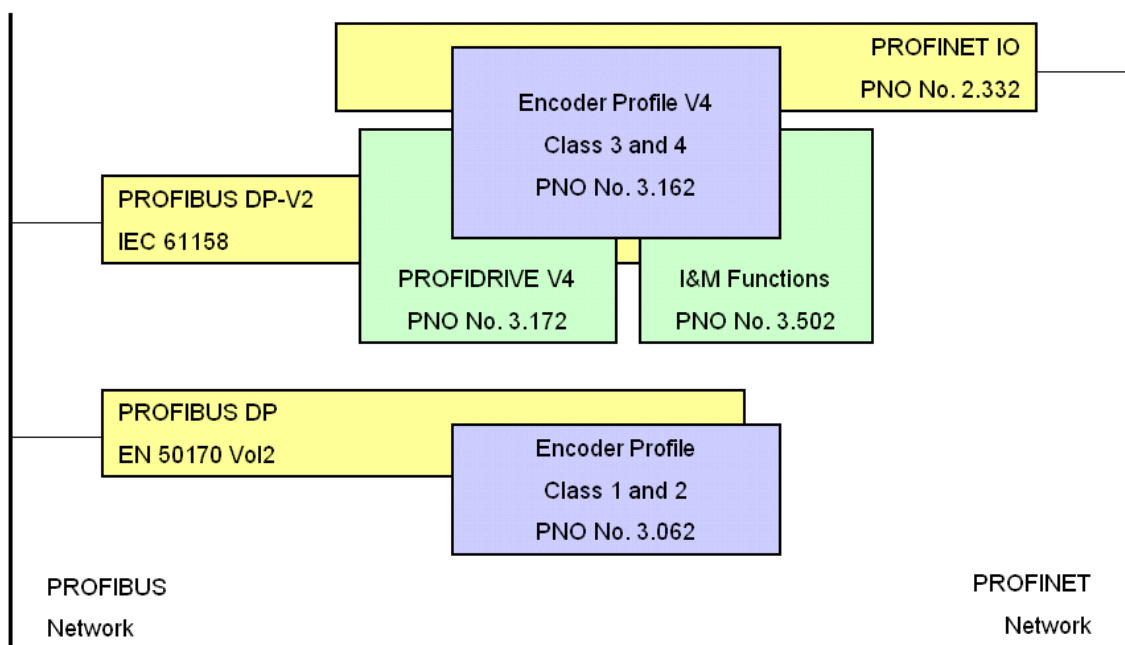 PROFINET IO
PNO No. 2.332
Encoder Profile V4
Class 3 and 4
PNO No. 3.162
PROFIBUS DP-V2
IEC 61158
PROFIDRIVE V4
PNO No. 3.172
I&M Functions
PNO No. 3.502
PROFIBUS DP
EN 50170 Vol2
Encoder Profile
Class 1 and 2
PNO No. 3.062
PROFIBUS
Network
PROFINET
Network